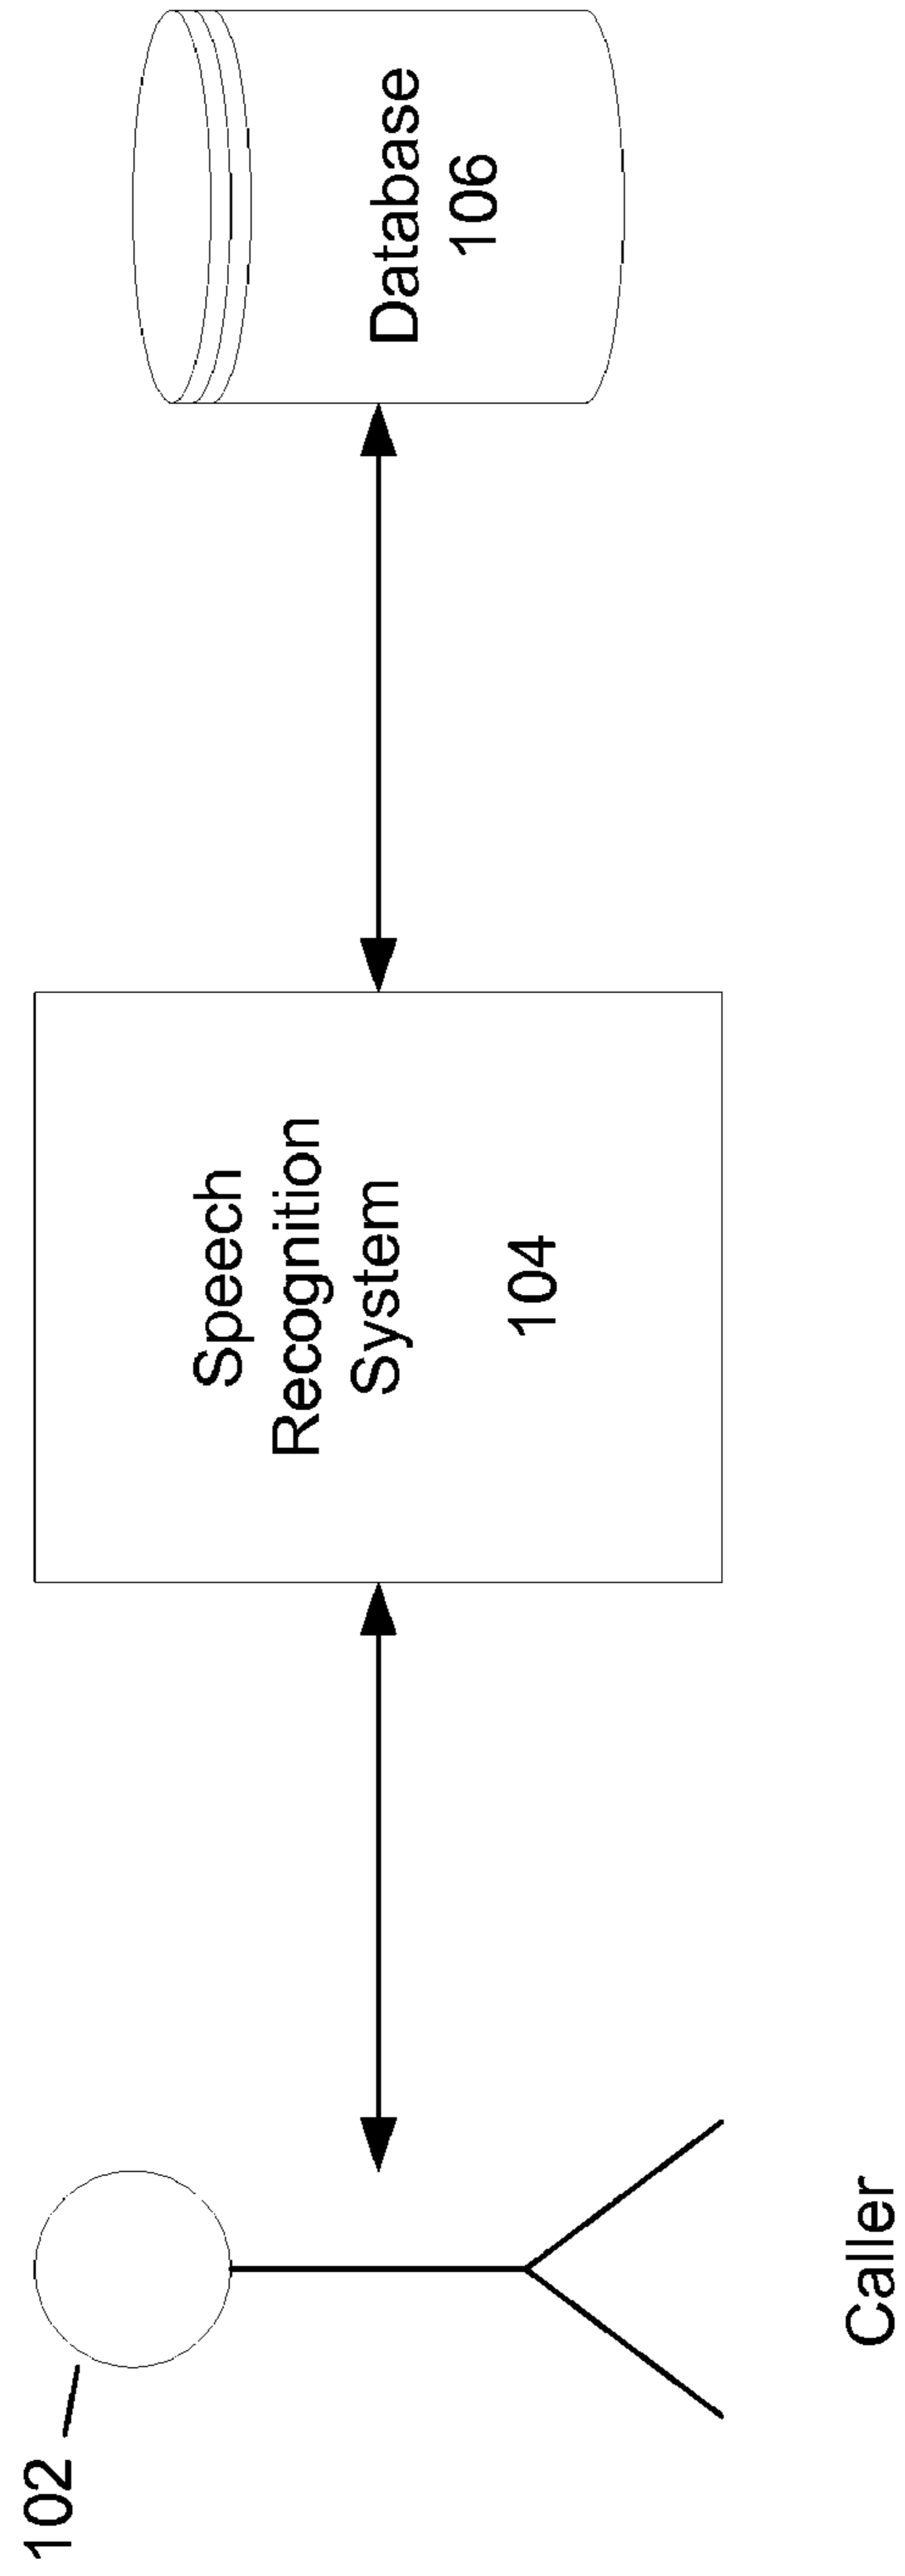 102
Caller
Speech
Recognition
System
104
Database
106